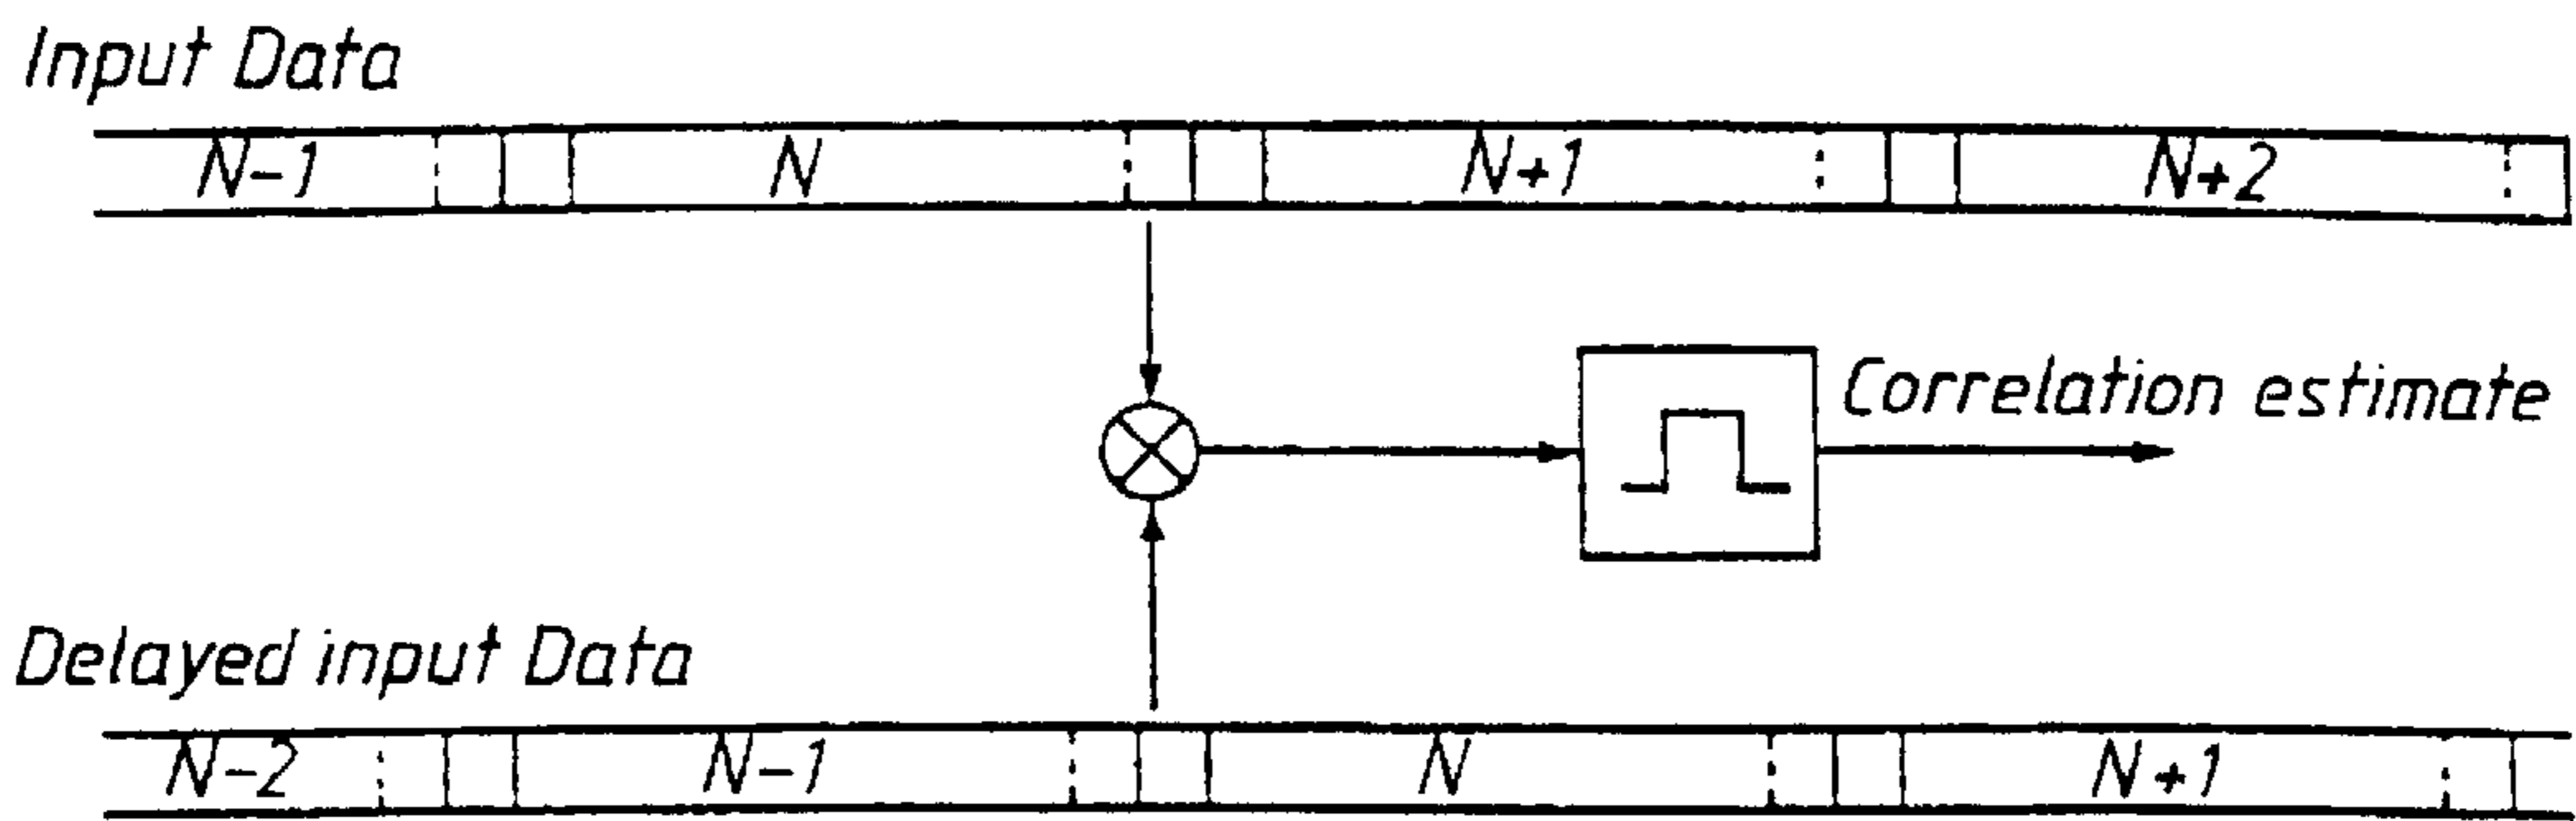 Input Data
N-1 N N+1 N+2
Correlation estimate
Delayed input Data
N-2 N-1 N N+1